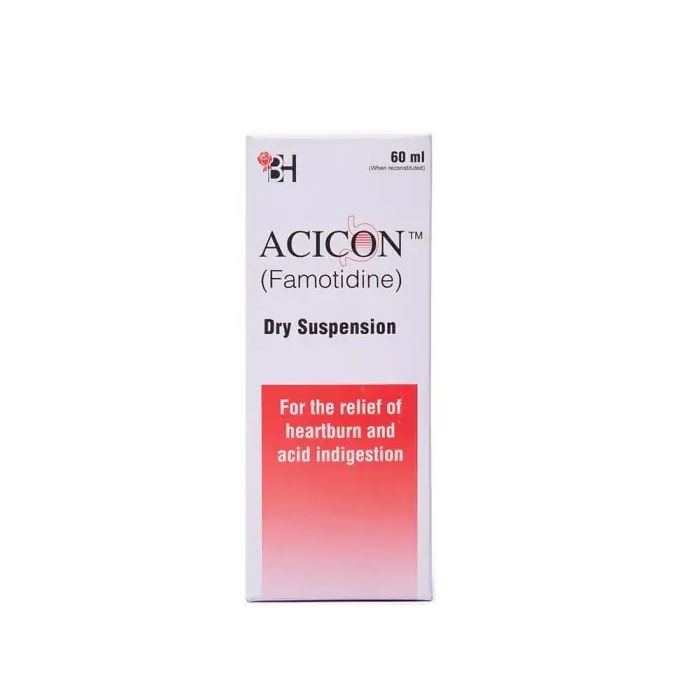 BH
60 ml
(When reconstituted)
ACICON™
(Famotidine)
Dry Suspension
For the relief of
heartburn and
acid indigestion